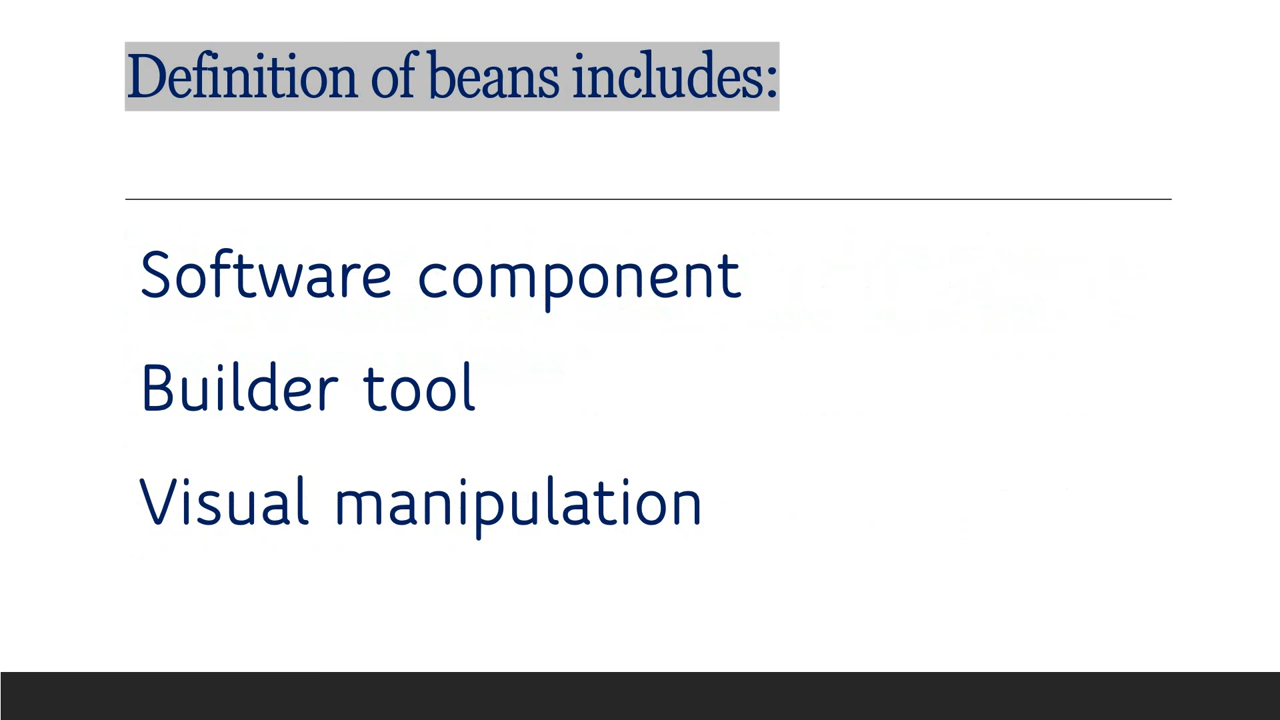 Definition of beans includes:
Software component
Builder tool
Visual manipulation